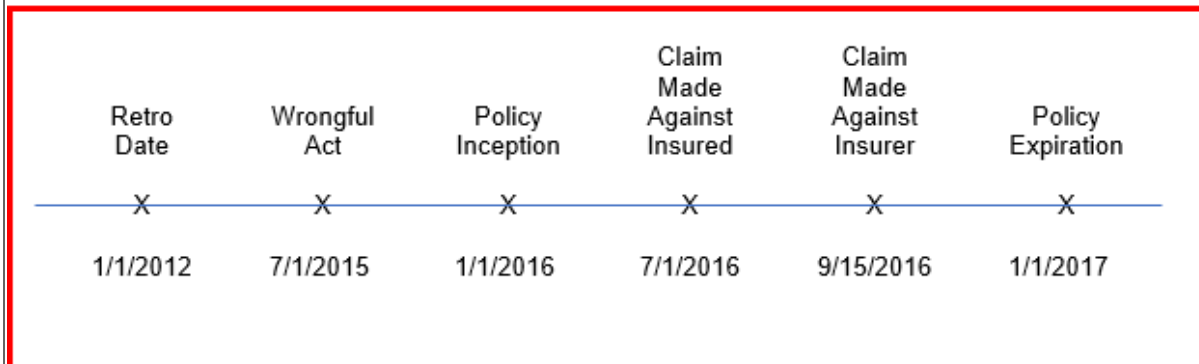 Retro
Date
Wrongful
Act
Policy
Inception
Claim
Made
Against
Insured
Claim
Made
Against
Insurer
Policy
Expiration
X X X X X X
1/1/2012 7/1/2015 1/1/2016 7/1/2016 9/15/2016 1/1/2017